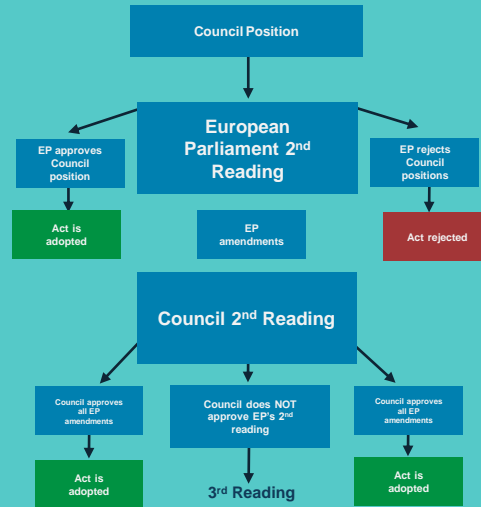 Council Position
European
Parliament 2nd
Reading
EP approves
Council
position
EP rejects
Council
positions
Act is
adopted
EP
amendments
Act rejected
Council 2nd Reading
Council approves
all EP
amendments
Council does NOT
approve EP's 2nd
reading
Council approves
all EP
amendments
Act is
adopted
3rd Reading
Act is
adopted